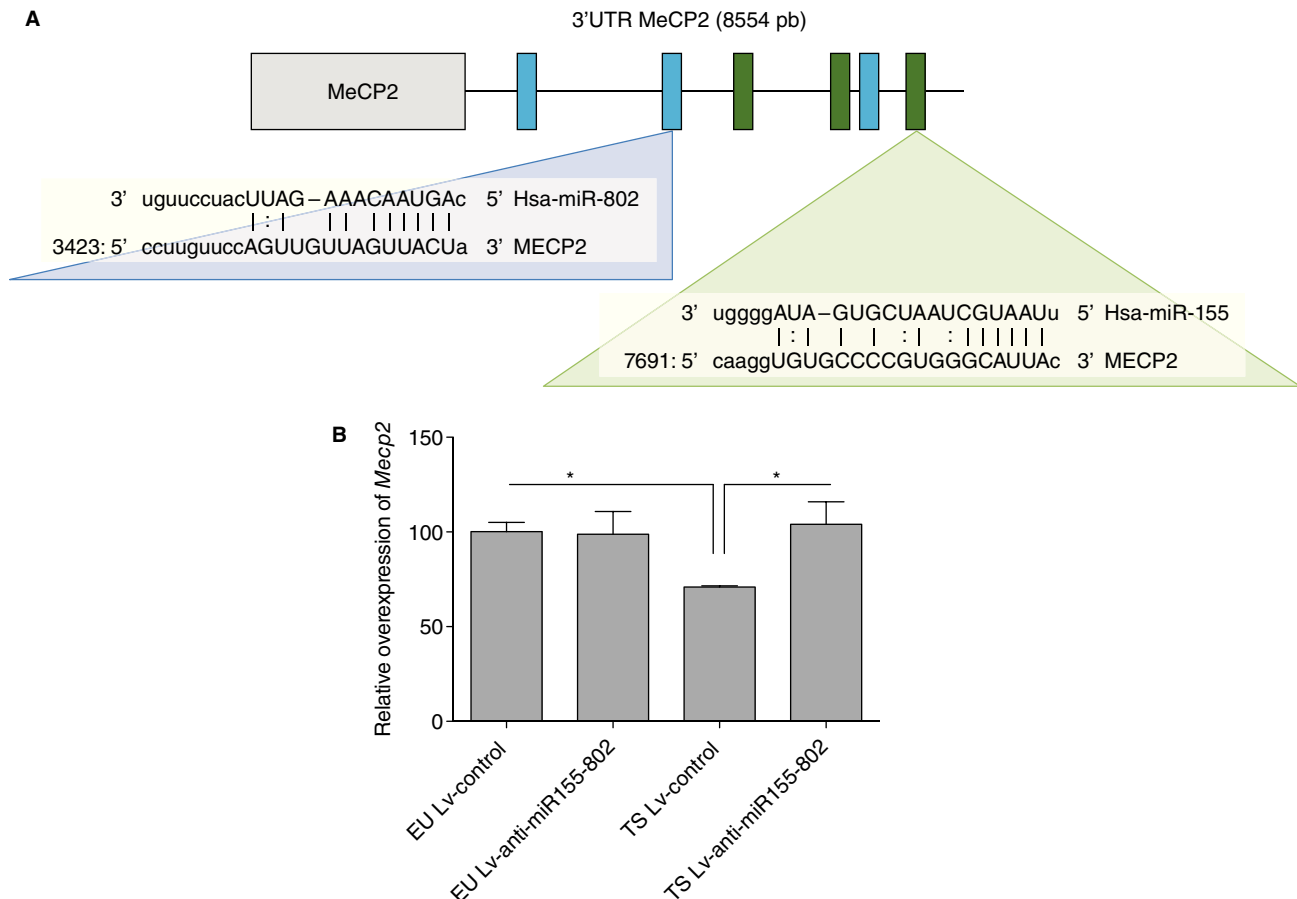 A
3’UTR MeCP2 (8554 pb)
MeCP2
3’ uguuccuacUUAG–AAACAAUGAc 5’ Hsa-miR-802
3423: 5’ ccuuguuccAGUUGUUAGUUACUa 3’ MECP2
3’ uggggAUA–GUGCUAAUCGUAAUu 5’ Hsa-miR-155
7691: 5’ caaggUGUGCCCCGUGGGCAUUAc 3’ MECP2
B
Relative overexpression of Mecp2
150
100
50
0
*
*
EU Lv-control
EU Lv-anti-miR155-802
TS Lv-control
TS Lv-anti-miR155-802